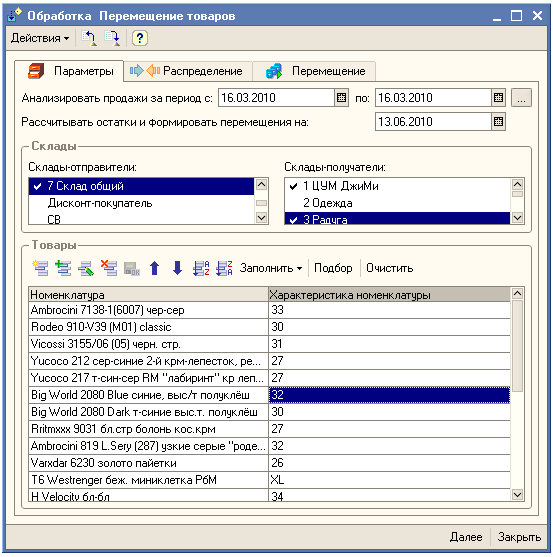 Обработка Перемещение товаров
Действия
Параметры Распределение Перемещение
Анализировать продажи за период с: 16.03.2010 по: 16.03.2010 ...
Рассчитывать остатки и формировать перемещения на: 13.06.2010
Склады
Склады-отправители: Склады-получатели:
7 Склад общий 1 ЦУМ ДжиМи
Дисконт-покупатель 2 Одежда
СВ 3 Радуга
Товары
Заполнить Подбор Очистить
Номенклатура Характеристика номенклатуры
Ambrocini 7138-1(6007) чер-сер 33
Rodeo 910-V39 (M01) classic 30
Vicossi 3155/06 (05) черн. стр. 31
Yucoco 212 сер-синие 2-й крм-лепесток, ре... 27
Yucoco 217 т-син-сер RM "лабиринт" кр леп... 27
Big World 2080 Blue синие, выс/т полуклёш 32
Big World 2080 Dark т-синие выс.т. полуклёш 30
Rritmxxx 9031 бл.стр болонь кос.крм 27
Ambrocini 819 L.Sery (287) узкие серые "роде... 32
Varxdar 6230 золото пайетки 26
T6 Westrenger беж. миниклетка РбМ XL
H Velocity бл-бл 34
Далее Закрыть